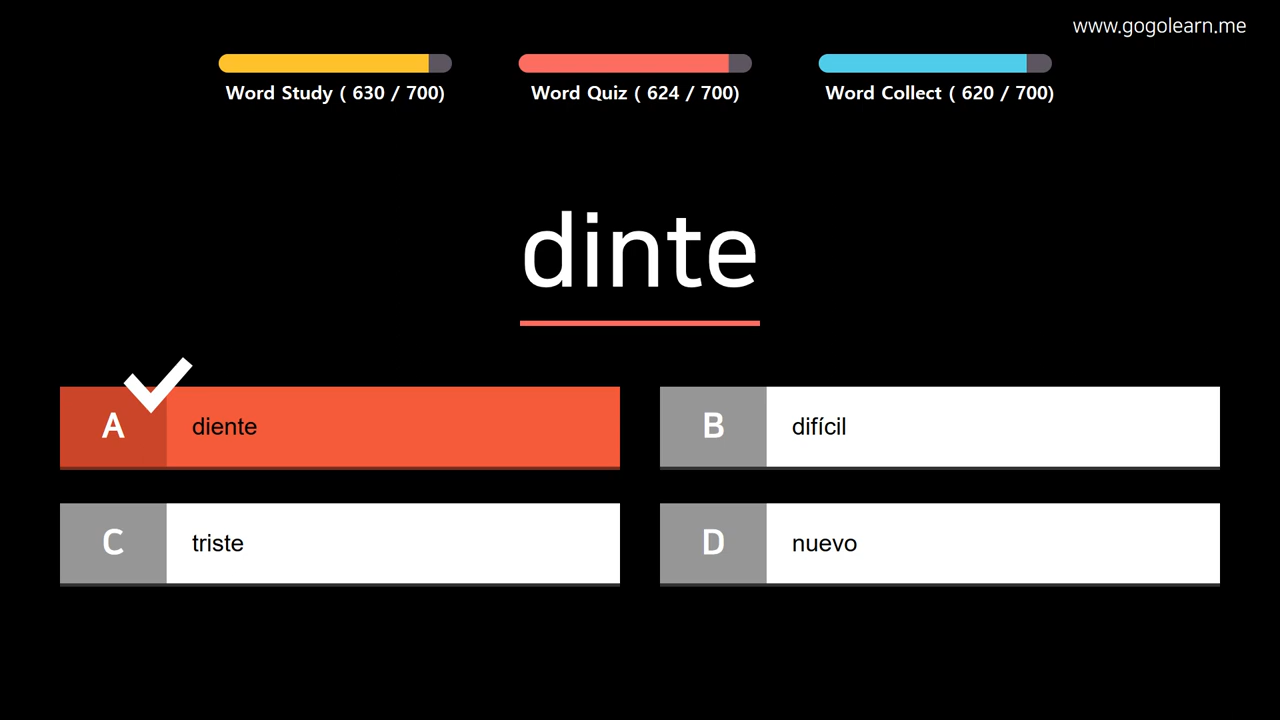 www.gogolearn.me
Word Study ( 630 / 700)
Word Quiz ( 624 / 700)
Word Collect ( 620 / 700)
dinte
A diente
B difícil
C triste
D nuevo